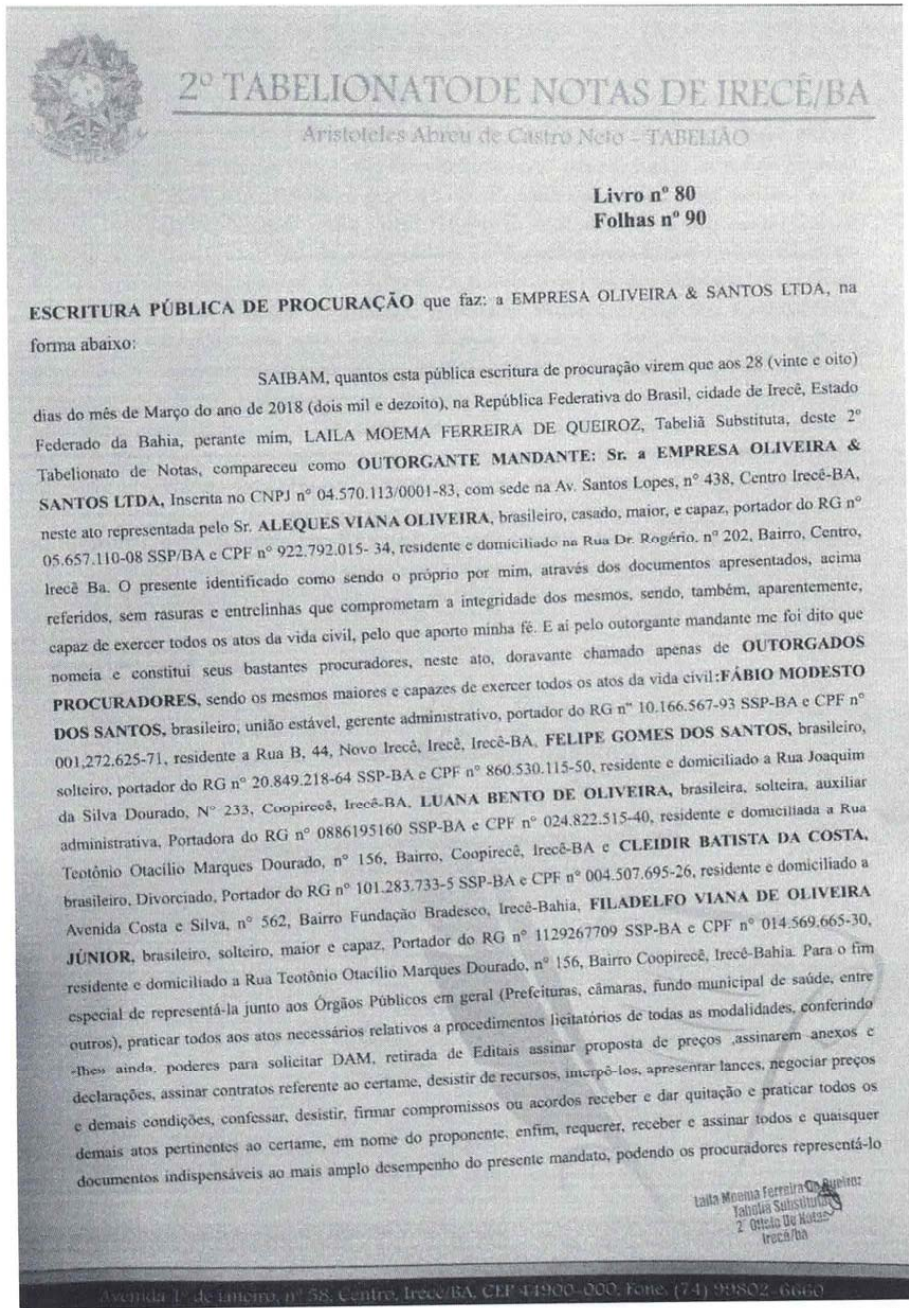 2º TABELIONATODE NOTAS DE IRECÊ/BA
Aristoteles Abreu de Castro Neto - TABELIÃO
Livro nº 80
Folhas nº 90
ESCRITURA PÚBLICA DE PROCURAÇÃO que faz: a EMPRESA OLIVEIRA & SANTOS LTDA, na
forma abaixo:
SAIBAM, quantos esta pública escritura de procuração virem que aos 28 (vinte e oito)
dias do mês de Março do ano de 2018 (dois mil e dezoito), na República Federativa do Brasil, cidade de Irecê, Estado
Federado da Bahia, perante mim, LAILA MOEMA FERREIRA DE QUEIROZ, Tabeliã Substituta, deste 2º
Tabelionato de Notas, compareceu como OUTORGANTE MANDANTE: Sr. a EMPRESA OLIVEIRA &
SANTOS LTDA, Inscrita no CNPJ nº 04.570.113/0001-83, com sede na Av. Santos Lopes, nº 438, Centro Irecê-BA,
neste ato representada pelo Sr. ALEQUES VIANA OLIVEIRA, brasileiro, casado, maior, e capaz, portador do RG nº
05.657.110-08 SSP/BA e CPF nº 922.792.015- 34, residente e domiciliado na Rua Dr. Rogério, nº 202, Bairro, Centro,
Irecê Ba. O presente identificado como sendo o próprio por mim, através dos documentos apresentados, acima
referidos, sem rasuras e entrelinhas que comprometam a integridade dos mesmos, sendo, também, aparentemente,
capaz de exercer todos os atos da vida civil, pelo que aporto minha fé. E ai pelo outorgante mandante me foi dito que
nomeia e constitui seus bastantes procuradores, neste ato, doravante chamado apenas de OUTORGADOS
PROCURADORES, sendo os mesmos maiores e capazes de exercer todos os atos da vida civil:FÁBIO MODESTO
DOS SANTOS, brasileiro, união estável, gerente administrativo, portador do RG nº 10.166.567-93 SSP-BA e CPF nº
001,272.625-71, residente a Rua B, 44, Novo Irecê, Irecê, Irecê-BA, FELIPE GOMES DOS SANTOS, brasileiro,
solteiro, portador do RG nº 20.849.218-64 SSP-BA e CPF nº 860.530.115-50, residente e domiciliado a Rua Joaquim
da Silva Dourado, N° 233, Coopirecê, Irecê-BA, LUANA BENTO DE OLIVEIRA, brasileira, solteira, auxiliar
administrativa, Portadora do RG nº 0886195160 SSP-BA e CPF nº 024.822.515-40, residente e domiciliada a Rua
Teotônio Otacílio Marques Dourado, nº 156, Bairro, Coopirecê, Irecê-BA e CLEIDIR BATISTA DA COSTA,
brasileiro, Divorciado, Portador do RG nº 101.283.733-5 SSP-BA e CPF nº 004.507.695-26, residente e domiciliado a
Avenida Costa e Silva, nº 562, Bairro Fundação Bradesco, Irecê-Bahia, FILADELFO VIANA DE OLIVEIRA
JÚNIOR, brasileiro, solteiro, maior e capaz, Portador do RG nº 1129267709 SSP-BA e CPF nº 014.569.665-30,
residente e domiciliado a Rua Teotônio Otacílio Marques Dourado, nº 156, Bairro Coopirecê, Irecê-Bahia. Para o fim
especial de representá-la junto aos Órgãos Públicos em geral (Prefeituras, câmaras, fundo municipal de saúde, entre
outros), praticar todos aos atos necessários relativos a procedimentos licitatórios de todas as modalidades, conferindo
-lhes ainda, poderes para solicitar DAM, retirada de Editais assinar proposta de preços ,assinarem anexos e
declarações, assinar contratos referente ao certame, desistir de recursos, interpô-los, apresentar lances, negociar preços
e demais condições, confessar, desistir, firmar compromissos ou acordos receber e dar quitação e praticar todos os
demais atos pertinentes ao certame, em nome do proponente, enfim, requerer, receber e assinar todos e quaisquer
documentos indispensáveis ao mais amplo desempenho do presente mandato, podendo os procuradores representá-lo
Laila Moema Ferreira de Queiroz
Tabeliã Substituta
2º Ofício De Notas
Irecê/ba
Avenida 1º de Janeiro, nº 58, Centro, Irece/BA, CEP 44900-000, Fone, (74) 99802-6660